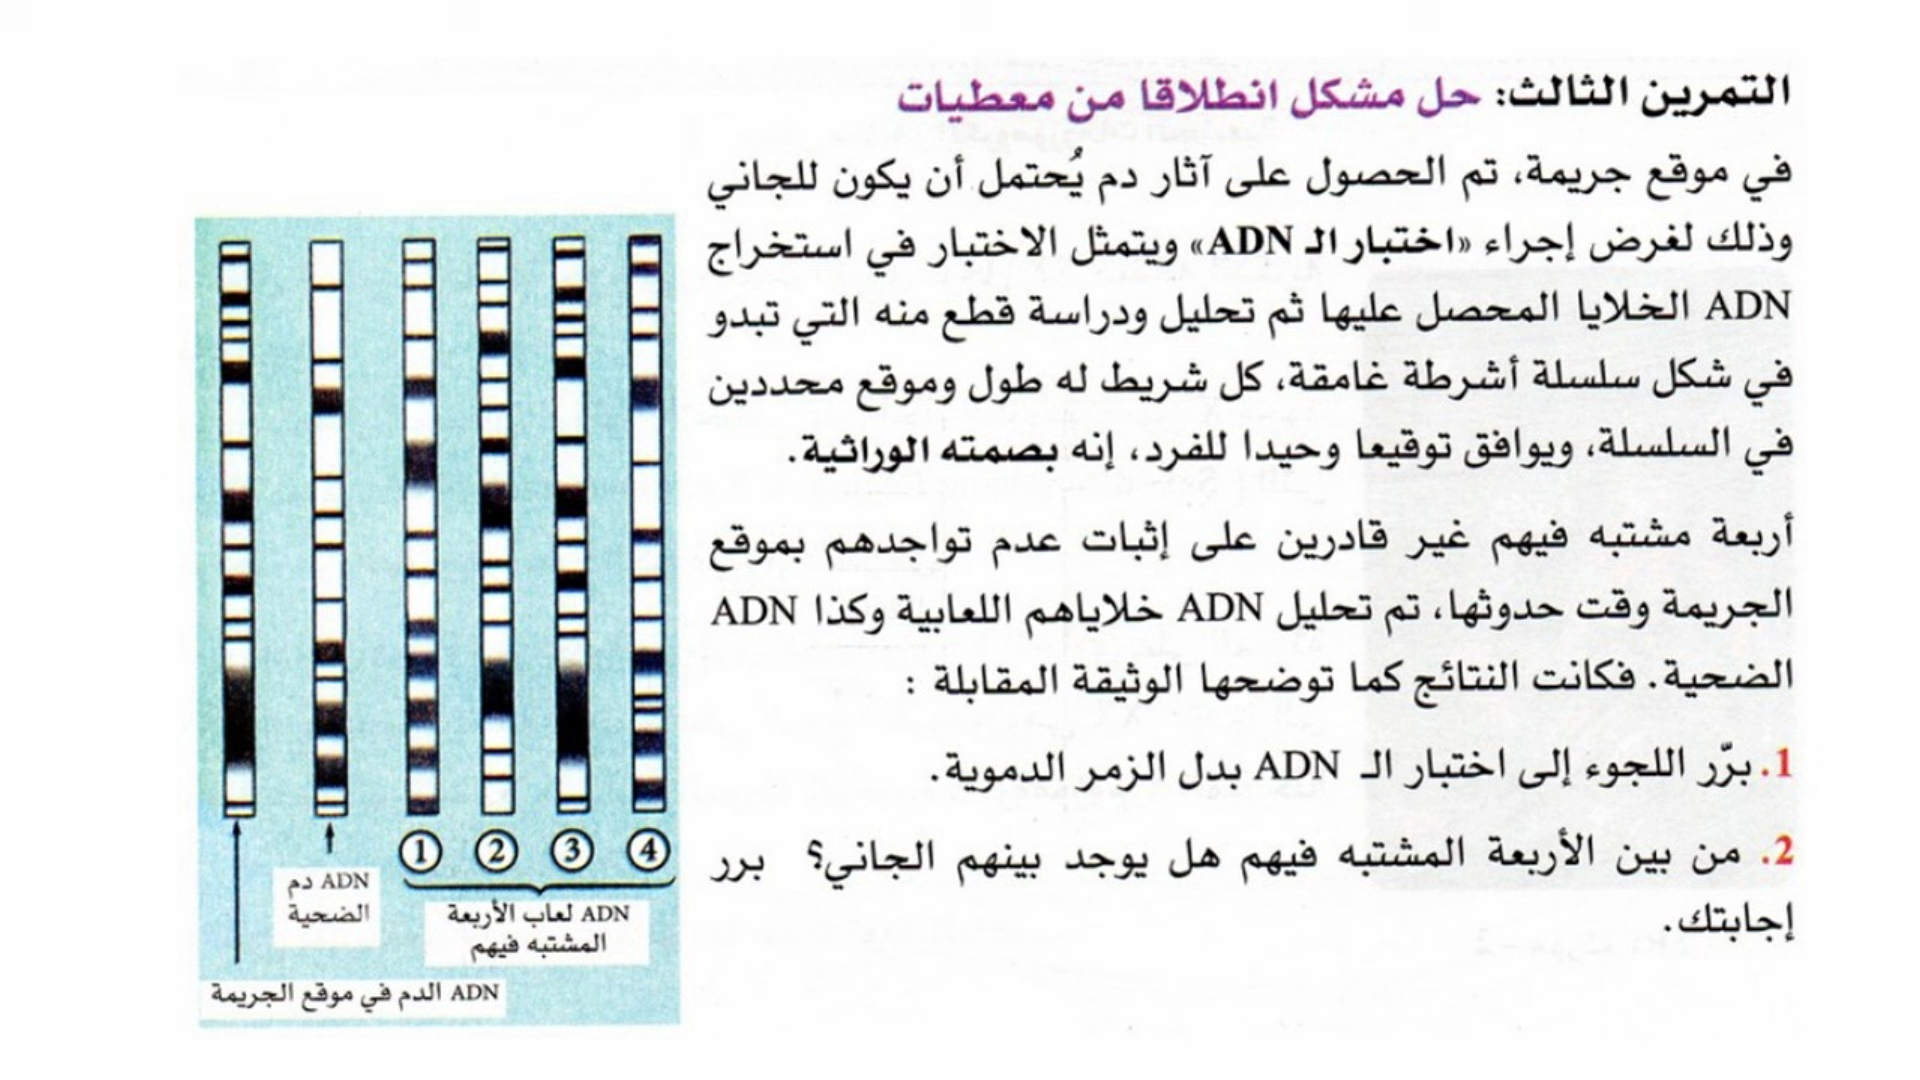 التمرين الثالث: حل مشكل انطلاقا من معطيات
في موقع جريمة، تم الحصول على آثار دم يُحتمل أن يكون للجاني
وذلك لغرض إجراء «اختبار الـ ADN» ويتمثل الاختبار في استخراج
ADN الخلايا المحصل عليها ثم تحليل ودراسة قطع منه التي تبدو
في شكل سلسلة أشرطة غامقة، كل شريط له طول وموقع محددين
في السلسلة، ويوافق توقيعا وحيدا للفرد، إنه بصمته الوراثية.
أربعة مشتبه فيهم غير قادرين على إثبات عدم تواجدهم بموقع
الجريمة وقت حدوثها، تم تحليل ADN خلاياهم اللعابية وكذا ADN
الضحية. فكانت النتائج كما توضحها الوثيقة المقابلة :
1. برّر اللجوء إلى اختبار الـ ADN بدل الزمر الدموية.
2. من بين الأربعة المشتبه فيهم هل يوجد بينهم الجاني؟ برر
إجابتك.
① ② ③ ④
ADN دم
الضحية
ADN لعاب الأربعة
المشتبه فيهم
ADN الدم في موقع الجريمة